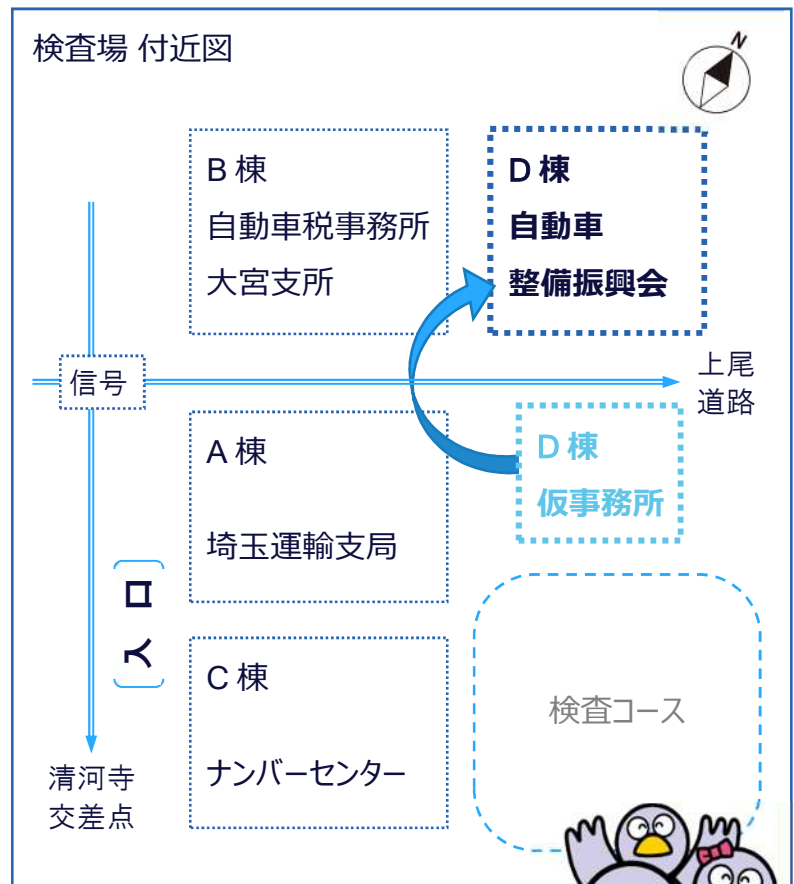 検査場 付近図
N
B 棟
自動車税事務所
大宮支所
D 棟
自動車
整備振興会
信号
上尾
道路
A 棟
埼玉運輸支局
D 棟
仮事務所
入口
C 棟
ナンバーセンター
検査コース
清河寺
交差点